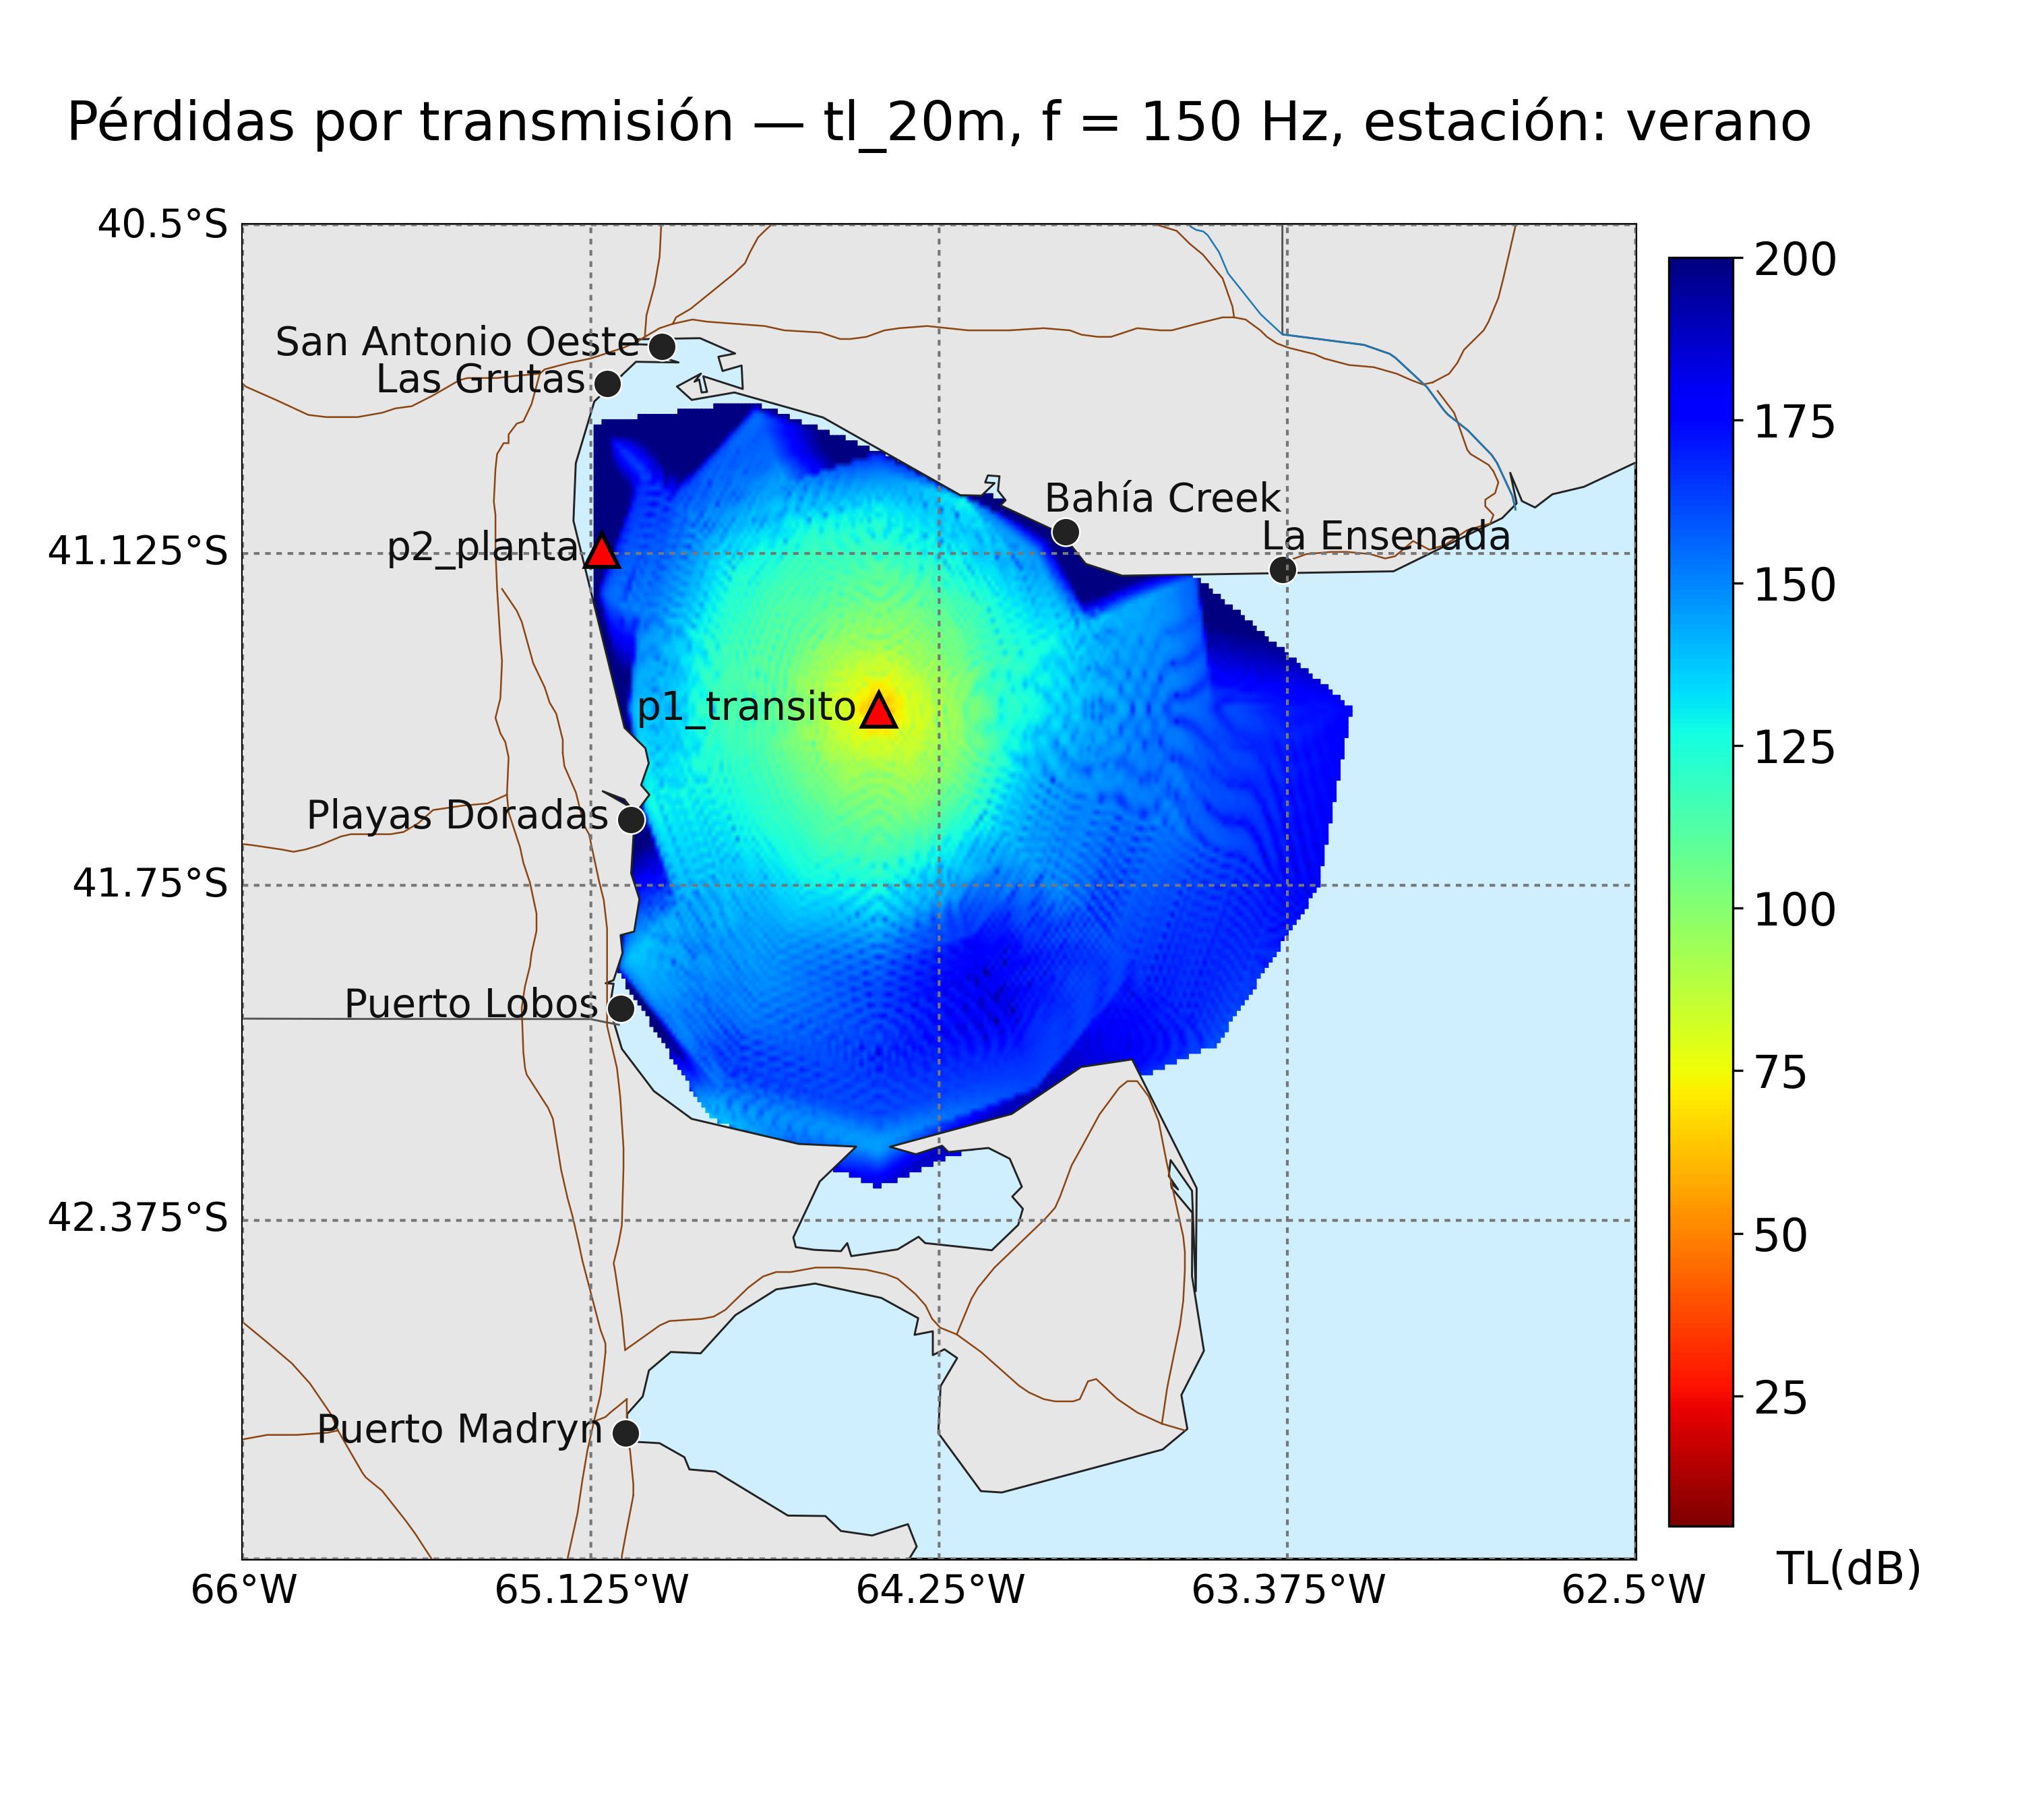 Pérdidas por transmisión — tl_20m, f = 150 Hz, estación: verano
40.5°S
200
San Antonio Oeste
Las Grutas
175
Bahía Creek
La Ensenada
p2_planta
41.125°S
150
p1_transito
125
Playas Doradas
41.75°S
100
Puerto Lobos
75
42.375°S
50
25
Puerto Madryn
TL(dB)
66°W
65.125°W
64.25°W
63.375°W
62.5°W